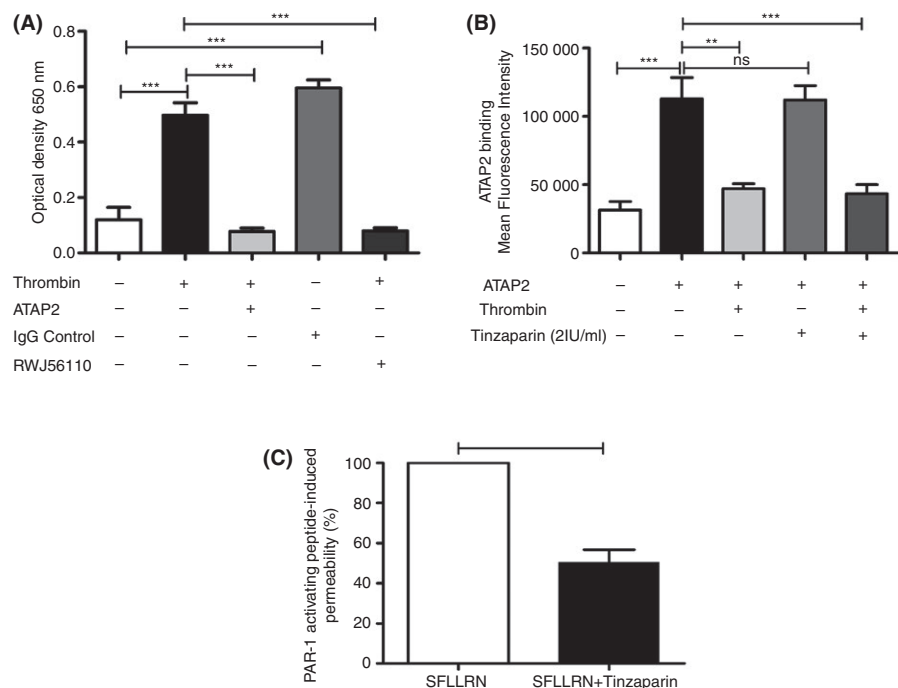 (A)
***
***
*** ***
Optical density 650 nm
0.8
0.6
0.4
0.2
0.0
Thrombin – + + – +
ATAP2 – – + – –
IgG Control – – – + –
RWJ56110 – – – – +
(B)
***
**
*** ns
ATAP2 binding
Mean Fluorescence Intensity
150 000
100 000
50 000
0
ATAP2 – + + + +
Thrombin – – + – +
Tinzaparin (2IU/ml) – – – + +
(C)
PAR-1 activating peptide-induced
permeability (%)
100
80
60
40
20
0
SFLLRN SFLLRN+Tinzaparin